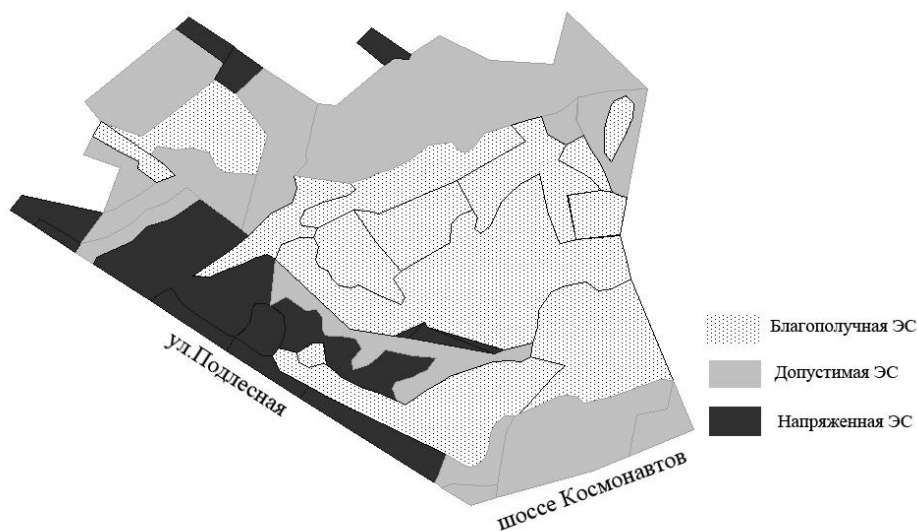 Благополучная ЭС
Допустимая ЭС
Напряженная ЭС
ул.Подлесная
шоссе Космонавтов